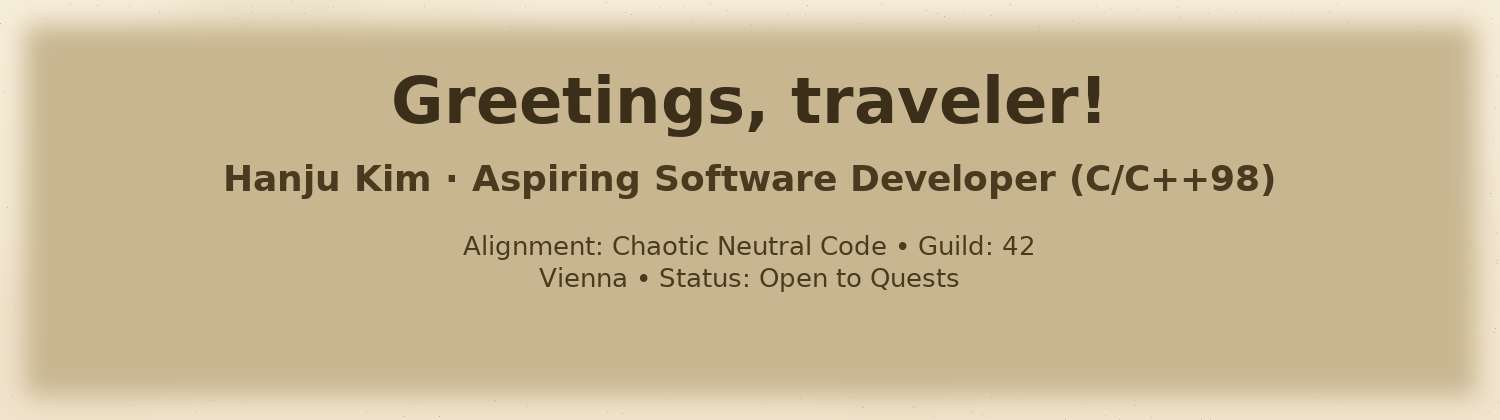 Greetings, traveler!
Hanju Kim · Aspiring Software Developer (C/C++98)
Alignment: Chaotic Neutral Code • Guild: 42
Vienna • Status: Open to Quests